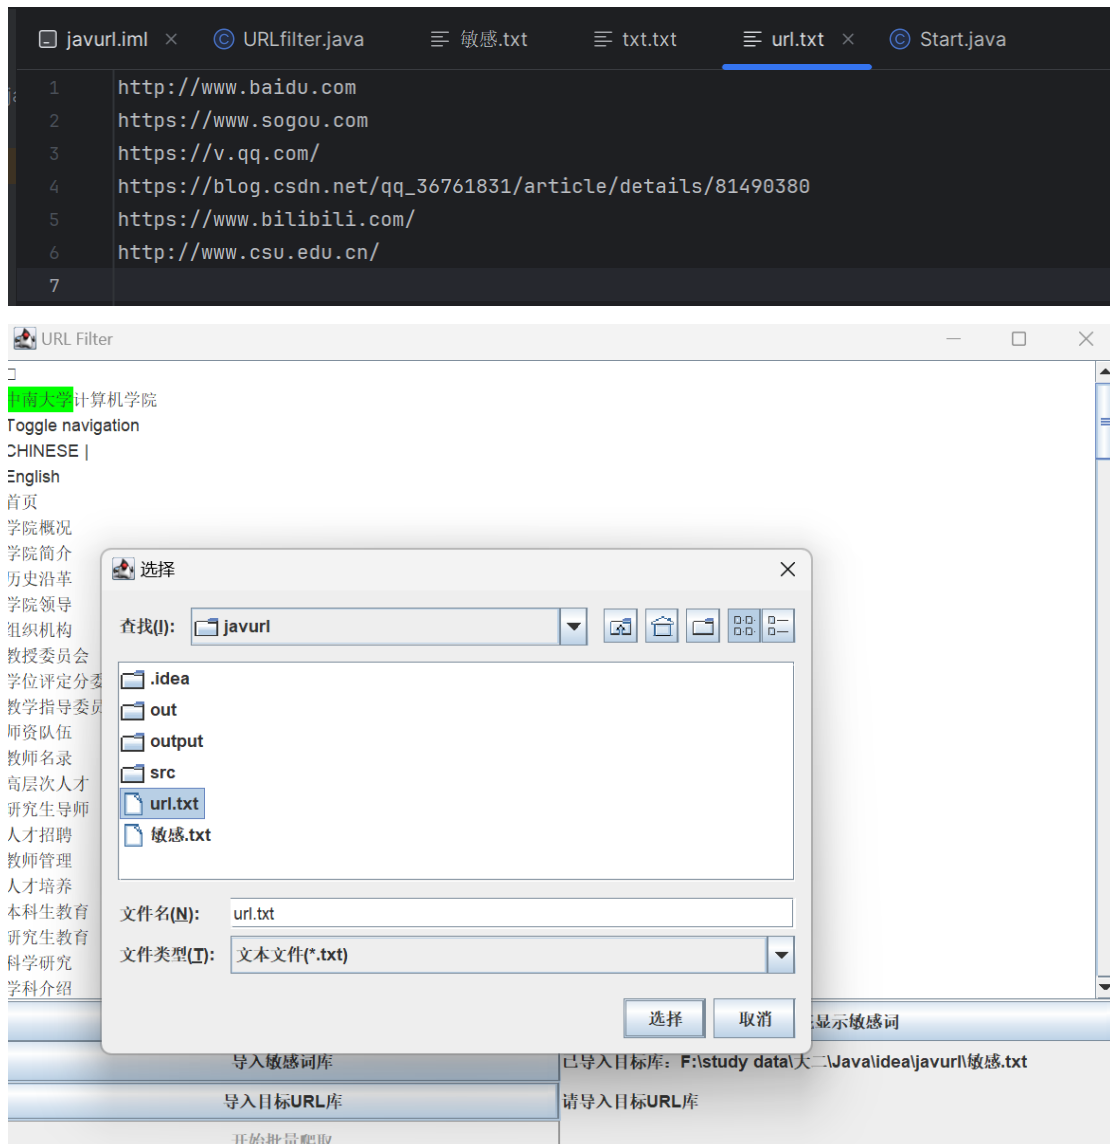 javurl.iml × URLfilter.java 敏感.txt txt.txt url.txt × Start.java
1 http://www.baidu.com
2 https://www.sogou.com
3 https://v.qq.com/
4 https://blog.csdn.net/qq_36761831/article/details/81490380
5 https://www.bilibili.com/
6 http://www.csu.edu.cn/
7
URL Filter
中南大学计算机学院
Toggle navigation
CHINESE |
English
首页
学院概况
学院简介
历史沿革
学院领导
组织机构
教授委员会
学位评定分委
教学指导委员
师资队伍
教师名录
高层次人才
研究生导师
人才招聘
教师管理
人才培养
本科生教育
研究生教育
科学研究
学科介绍
选择
查找(I): javurl
.idea
out
output
src
url.txt
敏感.txt
文件名(N): url.txt
文件类型(T): 文本文件(*.txt)
选择 取消
显示敏感词
导入敏感词库 已导入目标库：F:\study data\大二\Java\idea\javurl\敏感.txt
导入目标URL库 请导入目标URL库
开始批量爬取